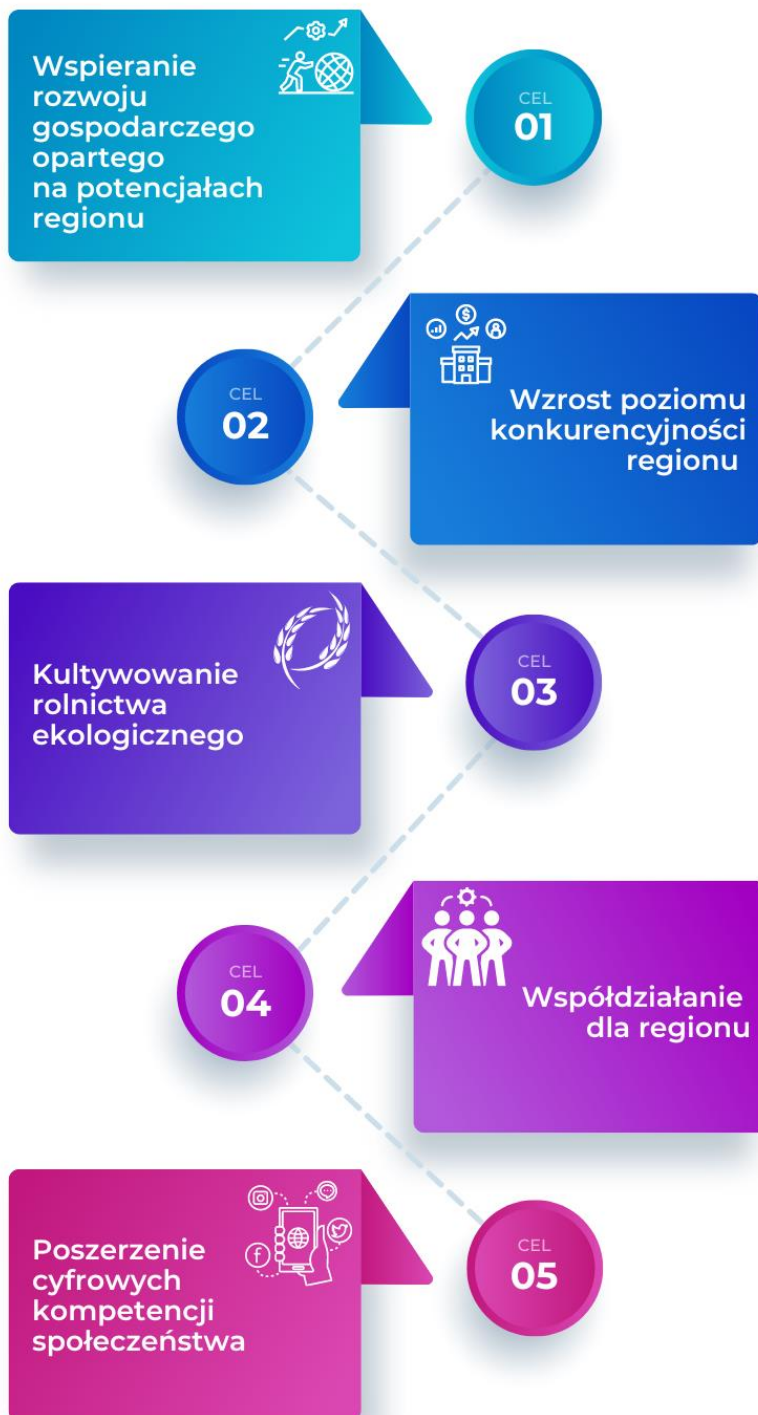 Wspieranie
rozwoju
gospodarczego
opartego
na potencjałach
regionu
CEL
01
CEL
02
Wzrost poziomu
konkurencyjności
regionu
Kultywowanie
rolnictwa
ekologicznego
CEL
03
CEL
04
Współdziałanie
dla regionu
Poszerzenie
cyfrowych
kompetencji
społeczeństwa
CEL
05